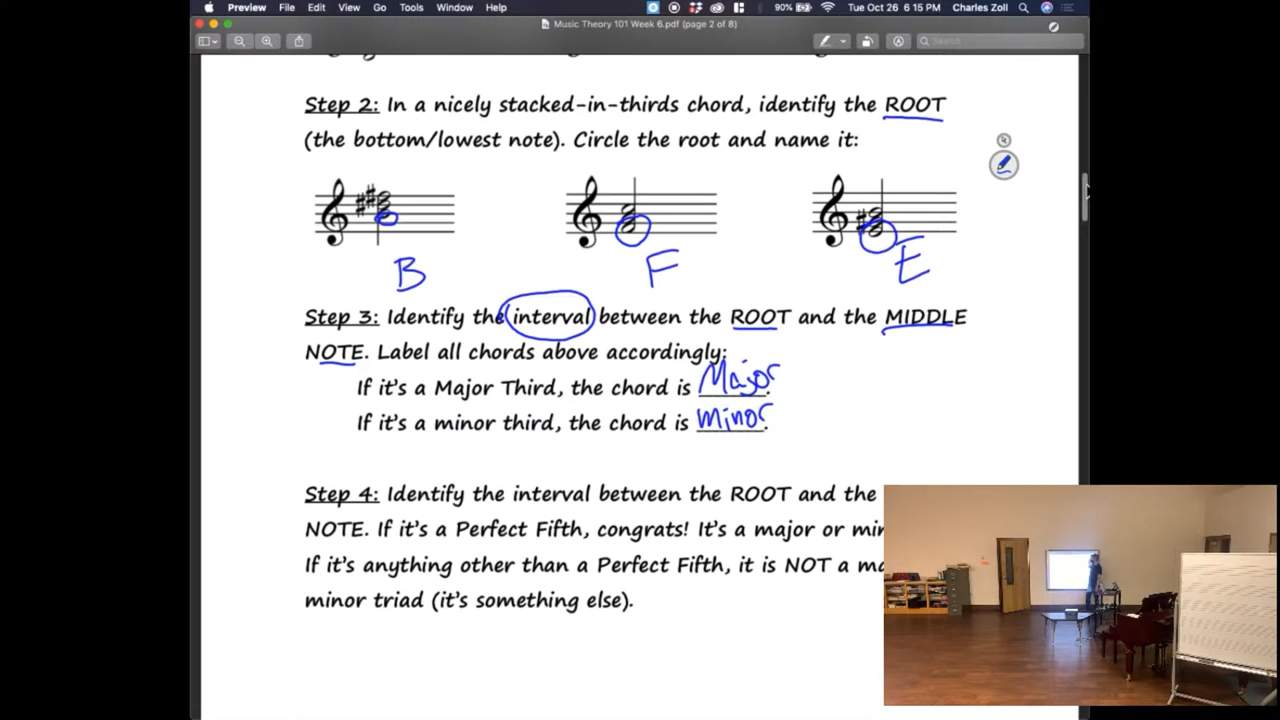 Preview File Edit View Go Tools Window Help 90% Tue Oct 26 6:15 PM Charles Zoll
Music Theory 101 Week 6.pdf (page 2 of 8)
Search
Step 2: In a nicely stacked-in-thirds chord, identify the ROOT
(the bottom/lowest note). Circle the root and name it:
B F E
Step 3: Identify the interval between the ROOT and the MIDDLE
NOTE. Label all chords above accordingly:
If it's a Major Third, the chord is Major.
If it's a minor third, the chord is minor.
Step 4: Identify the interval between the ROOT and the
NOTE. If it's a Perfect Fifth, congrats! It's a major or min
If it's anything other than a Perfect Fifth, it is NOT a ma
minor triad (it's something else).